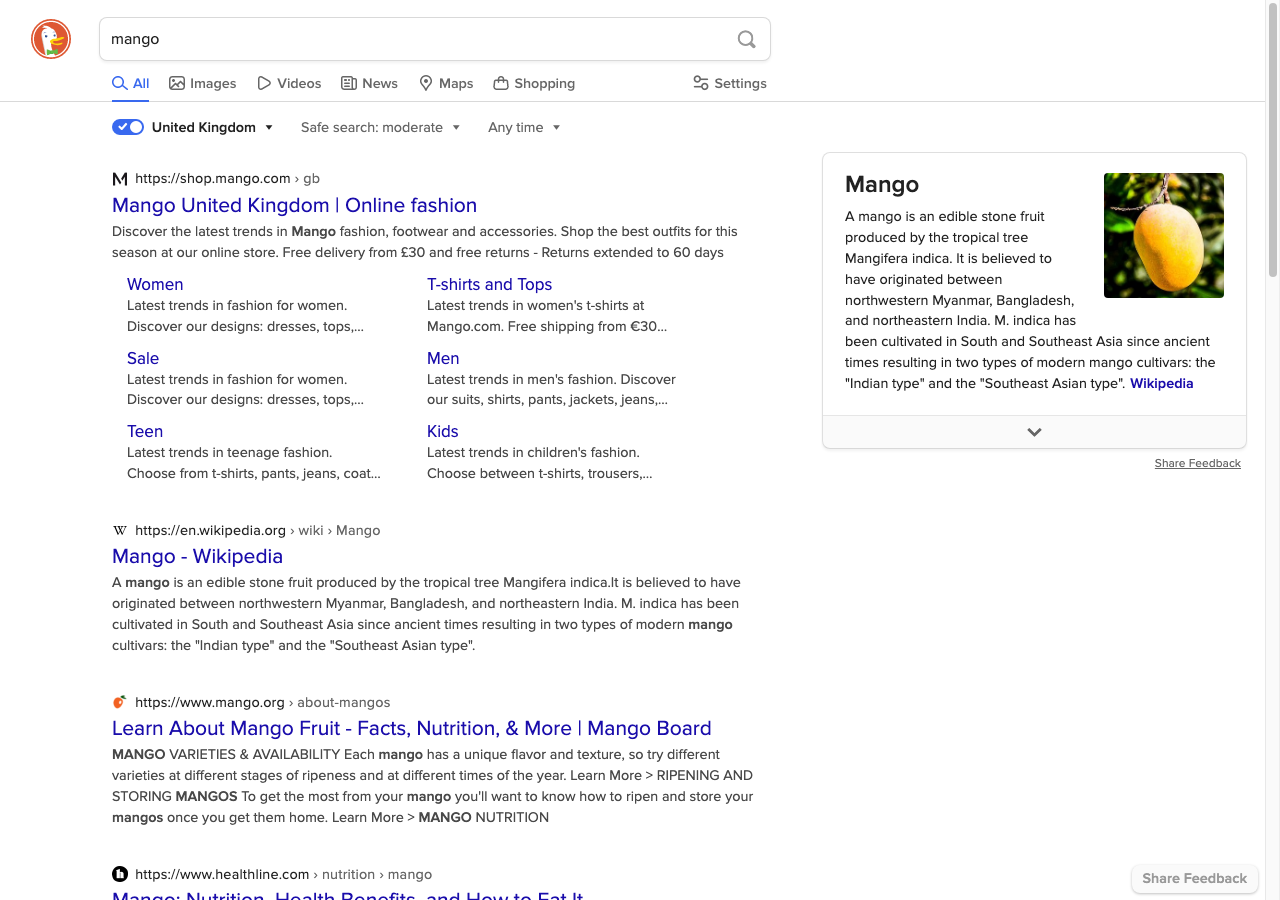 mango
All
Images
Videos
News
Maps
Shopping
Settings
United Kingdom
Safe search: moderate
Any time
https://shop.mango.com › gb
Mango United Kingdom | Online fashion
Discover the latest trends in Mango fashion, footwear and accessories. Shop the best outfits for this
season at our online store. Free delivery from £30 and free returns - Returns extended to 60 days
Women
Latest trends in fashion for women.
Discover our designs: dresses, tops,...
T-shirts and Tops
Latest trends in women's t-shirts at
Mango.com. Free shipping from €30...
Sale
Latest trends in fashion for women.
Discover our designs: dresses, tops,...
Men
Latest trends in men's fashion. Discover
our suits, shirts, pants, jackets, jeans,...
Teen
Latest trends in teenage fashion.
Choose from t-shirts, pants, jeans, coat...
Kids
Latest trends in children's fashion.
Choose between t-shirts, trousers,...
W https://en.wikipedia.org › wiki › Mango
Mango - Wikipedia
A mango is an edible stone fruit produced by the tropical tree Mangifera indica.It is believed to have
originated between northwestern Myanmar, Bangladesh, and northeastern India. M. indica has been
cultivated in South and Southeast Asia since ancient times resulting in two types of modern mango
cultivars: the "Indian type" and the "Southeast Asian type".
https://www.mango.org › about-mangos
Learn About Mango Fruit - Facts, Nutrition, & More | Mango Board
MANGO VARIETIES & AVAILABILITY Each mango has a unique flavor and texture, so try different
varieties at different stages of ripeness and at different times of the year. Learn More > RIPENING AND
STORING MANGOS To get the most from your mango you'll want to know how to ripen and store your
mangos once you get them home. Learn More > MANGO NUTRITION
https://www.healthline.com › nutrition › mango
Mango: Nutrition, Health Benefits, and How to Eat It
Mango
A mango is an edible stone fruit
produced by the tropical tree
Mangifera indica. It is believed to
have originated between
northwestern Myanmar, Bangladesh,
and northeastern India. M. indica has
been cultivated in South and Southeast Asia since ancient
times resulting in two types of modern mango cultivars: the
"Indian type" and the "Southeast Asian type". Wikipedia
Share Feedback
Share Feedback